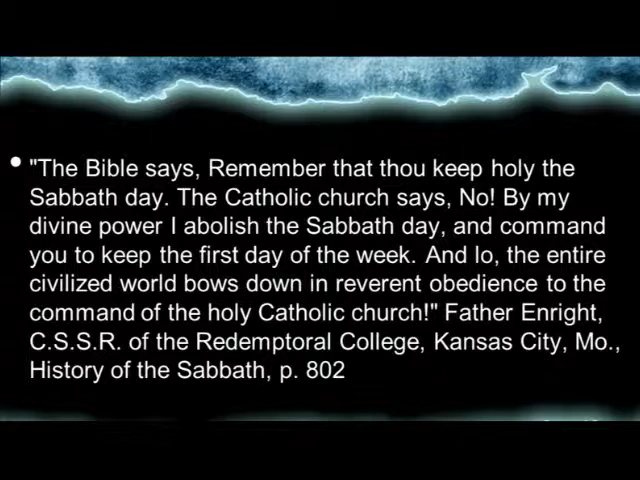 • "The Bible says, Remember that thou keep holy the
Sabbath day. The Catholic church says, No! By my
divine power I abolish the Sabbath day, and command
you to keep the first day of the week. And lo, the entire
civilized world bows down in reverent obedience to the
command of the holy Catholic church!" Father Enright,
C.S.S.R. of the Redemptoral College, Kansas City, Mo.,
History of the Sabbath, p. 802